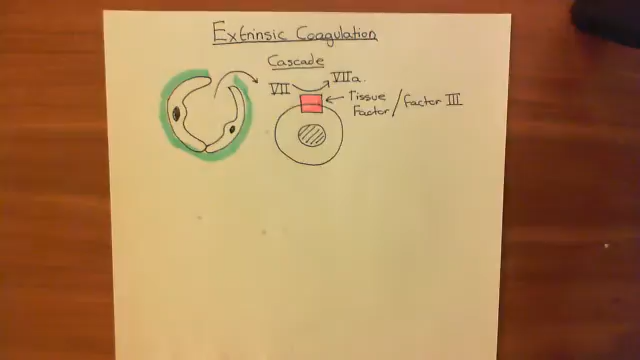 Extrinsic Coagulation
Cascade
VII VIIa.
Tissue
Factor / Factor III